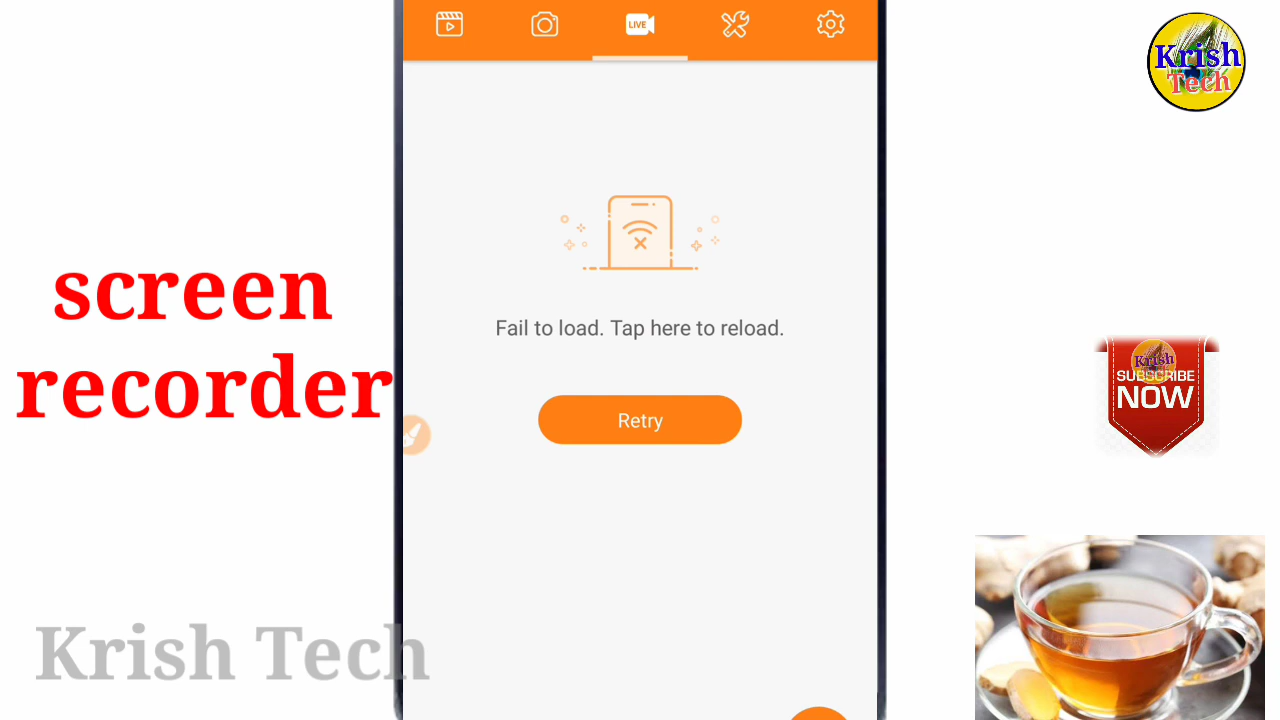 LIVE
Krish
Tech
screen
recorder
Fail to load. Tap here to reload.
Retry
Krish
SUBSCRIBE
NOW
Krish Tech